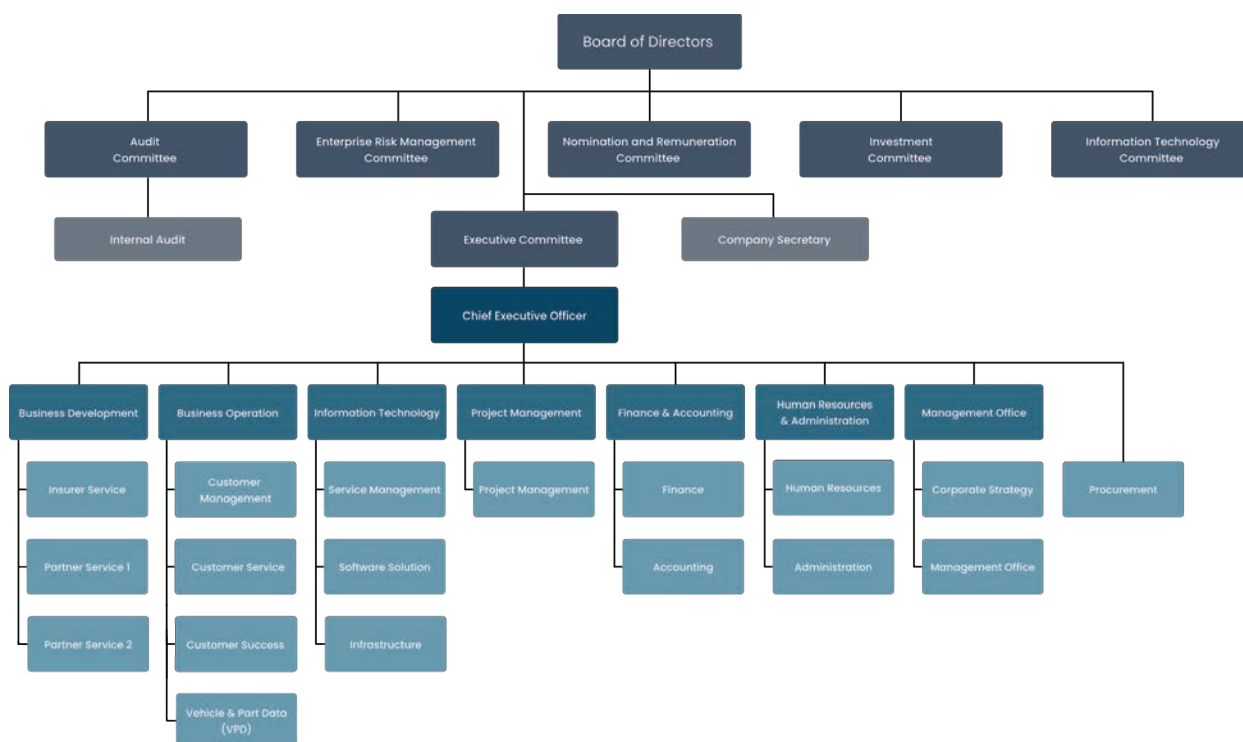 Board of Directors
Audit
Committee
Enterprise Risk Management
Committee
Nomination and Remuneration
Committee
Investment
Committee
Information Technology
Committee
Internal Audit
Executive Committee
Company Secretary
Chief Executive Officer
Business Development
Business Operation
Information Technology
Project Management
Finance & Accounting
Human Resources
& Administration
Management Office
Insurer Service
Customer
Management
Service Management
Project Management
Finance
Human Resources
Corporate Strategy
Procurement
Partner Service 1
Customer Service
Software Solution
Accounting
Administration
Management Office
Partner Service 2
Customer Success
Infrastructure
Vehicle & Part Data
(VPD)